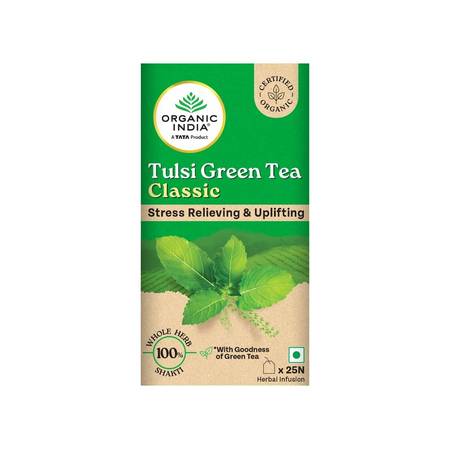 ORGANIC
INDIA®
A TATA Product
CERTIFIED
ORGANIC
Tulsi Green Tea
Classic
Stress Relieving & Uplifting
WHOLE HERB
100%
SHAKTI
*With Goodness
of Green Tea
x 25N
Herbal Infusion